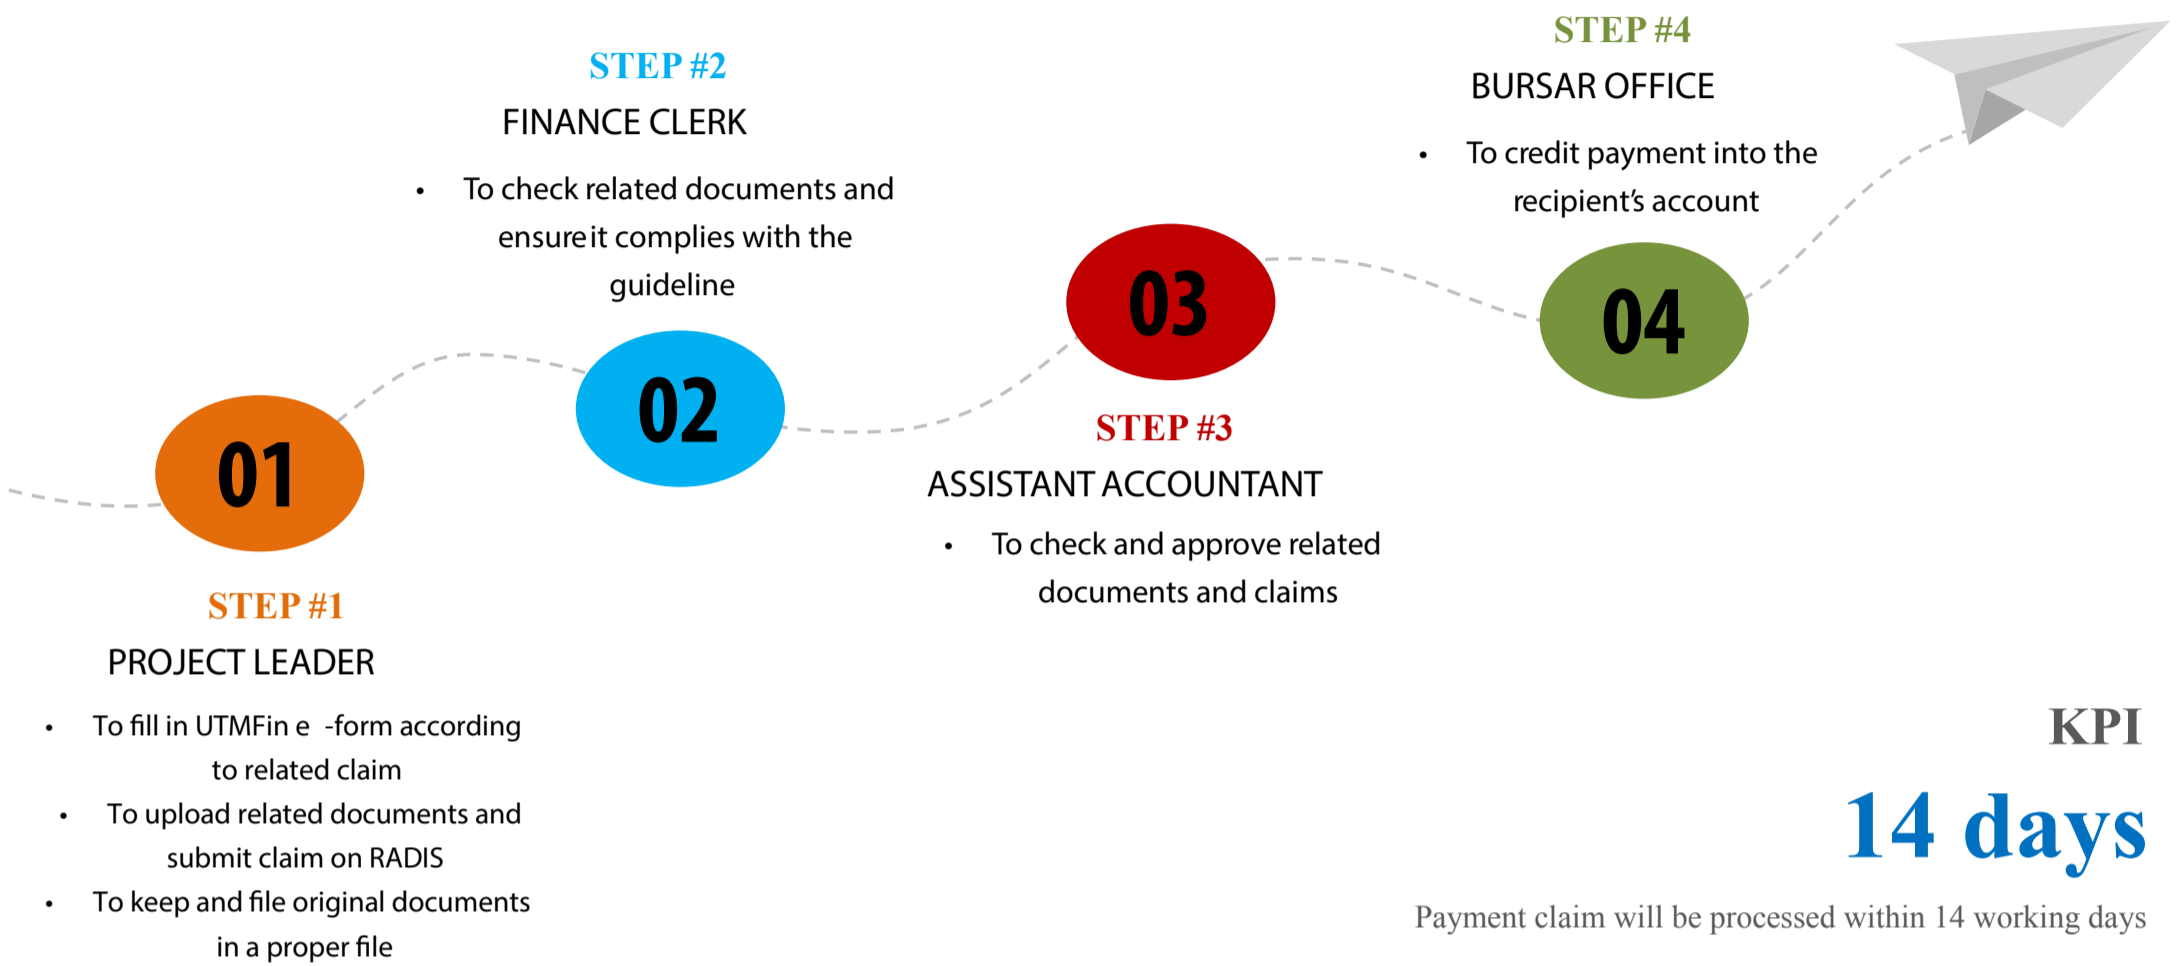 01
STEP #1
PROJECT LEADER
• To fill in UTMFin e -form according
to related claim
• To upload related documents and
submit claim on RADIS
• To keep and file original documents
in a proper file
STEP #2
FINANCE CLERK
• To check related documents and
ensure it complies with the
guideline
02
03
STEP #3
ASSISTANT ACCOUNTANT
• To check and approve related
documents and claims
STEP #4
BURSAR OFFICE
• To credit payment into the
recipient's account
04
KPI
14 days
Payment claim will be processed within 14 working days